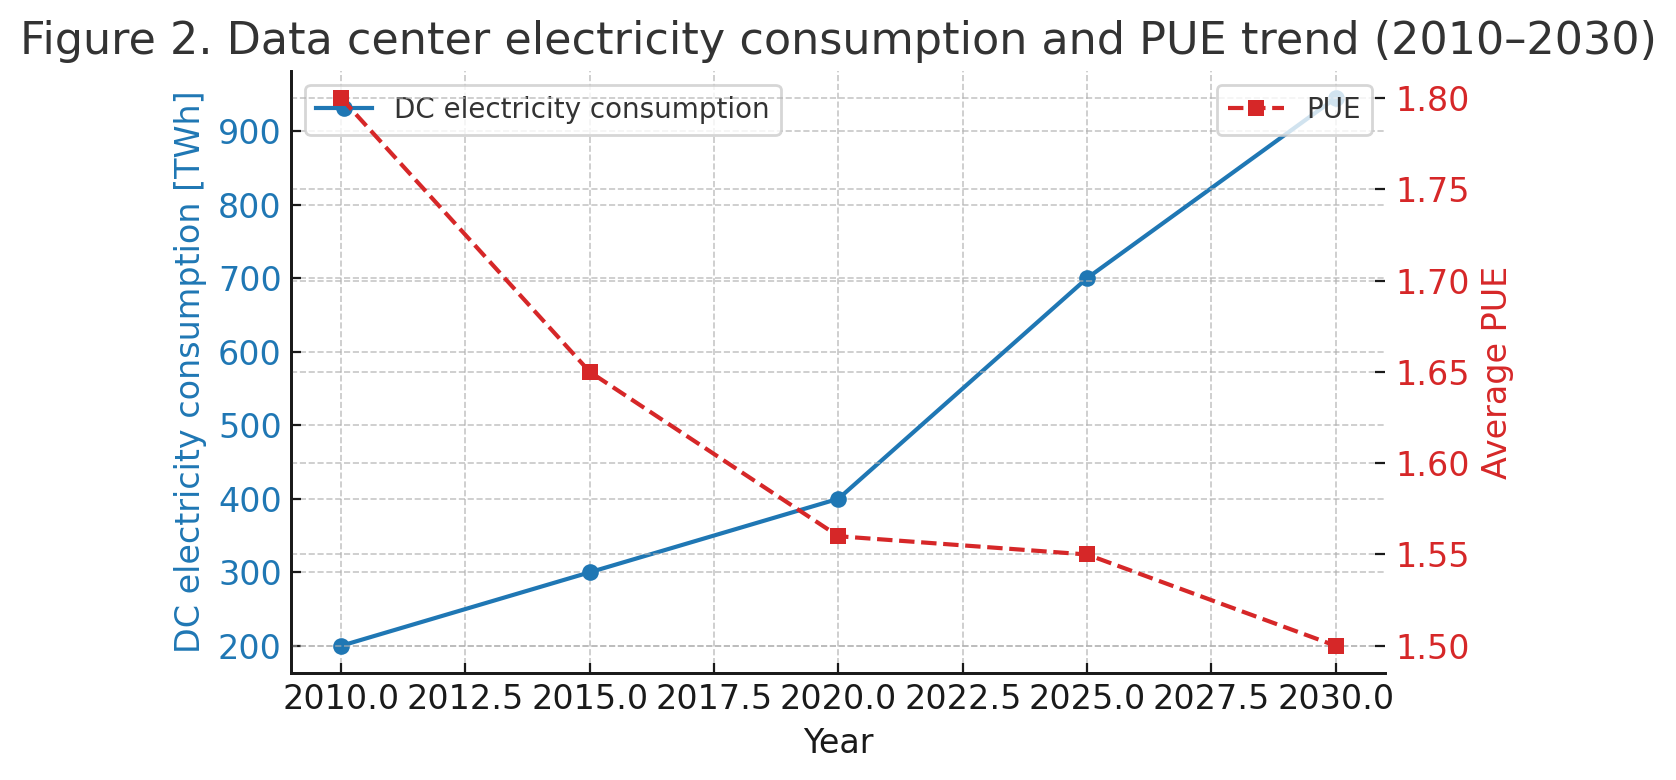 Figure 2. Data center electricity consumption and PUE trend (2010–2030)
DC electricity consumption
PUE
DC electricity consumption [TWh]
900
800
700
600
500
400
300
200
1.80
1.75
1.70
1.65
1.60
1.55
1.50
Average PUE
2010.0 2012.5 2015.0 2017.5 2020.0 2022.5 2025.0 2027.5 2030.0
Year